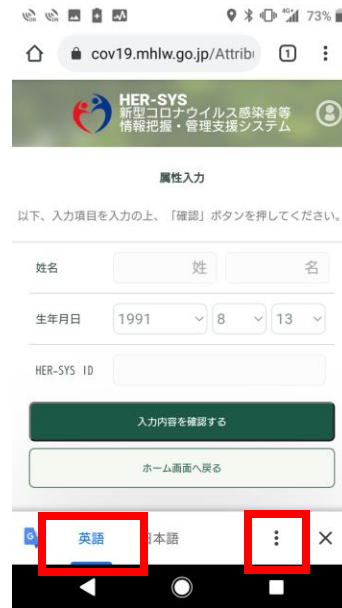 4G 73%
cov19.mhlw.go.jp/Attrib 1
HER-SYS
新型コロナウイルス感染者等
情報把握・管理支援システム
属性入力
以下、入力項目を入力の上、「確認」ボタンを押してください。
姓名 姓 名
生年月日 1991 8 13
HER-SYS ID
入力内容を確認する
ホーム画面へ戻る
G 英語 日本語